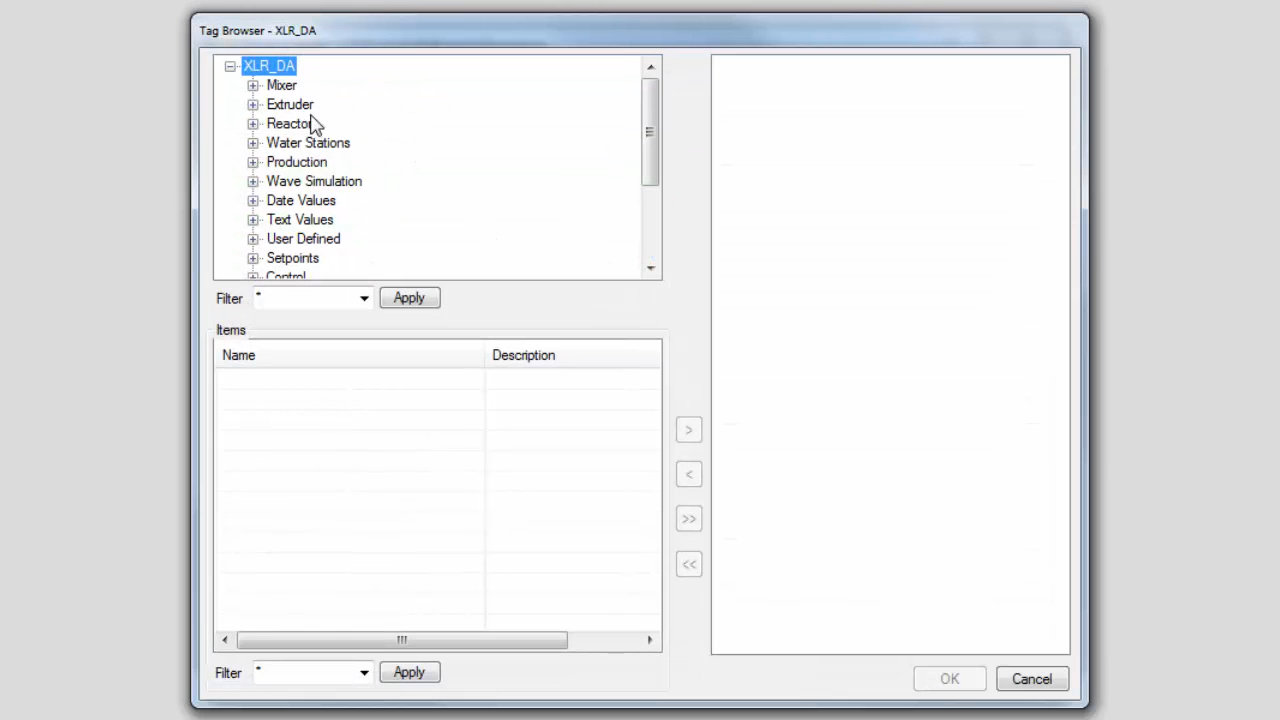 Tag Browser - XLR_DA
XLR_DA
Mixer
Extruder
Reactor
Water Stations
Production
Wave Simulation
Date Values
Text Values
User Defined
Setpoints
Control
Filter * Apply
Items
Name Description
>
<
>>
<<
Filter * Apply
OK Cancel